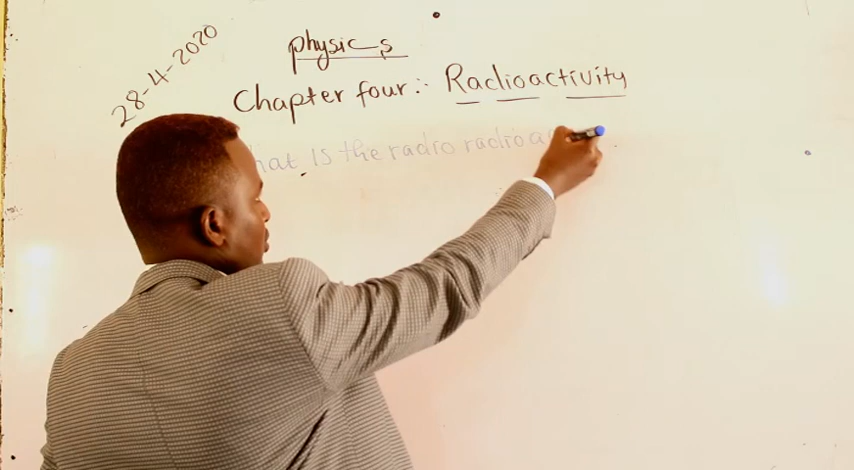 28-4-2020
physics
Chapter four:- Radioactivity
hat is the radio radioa